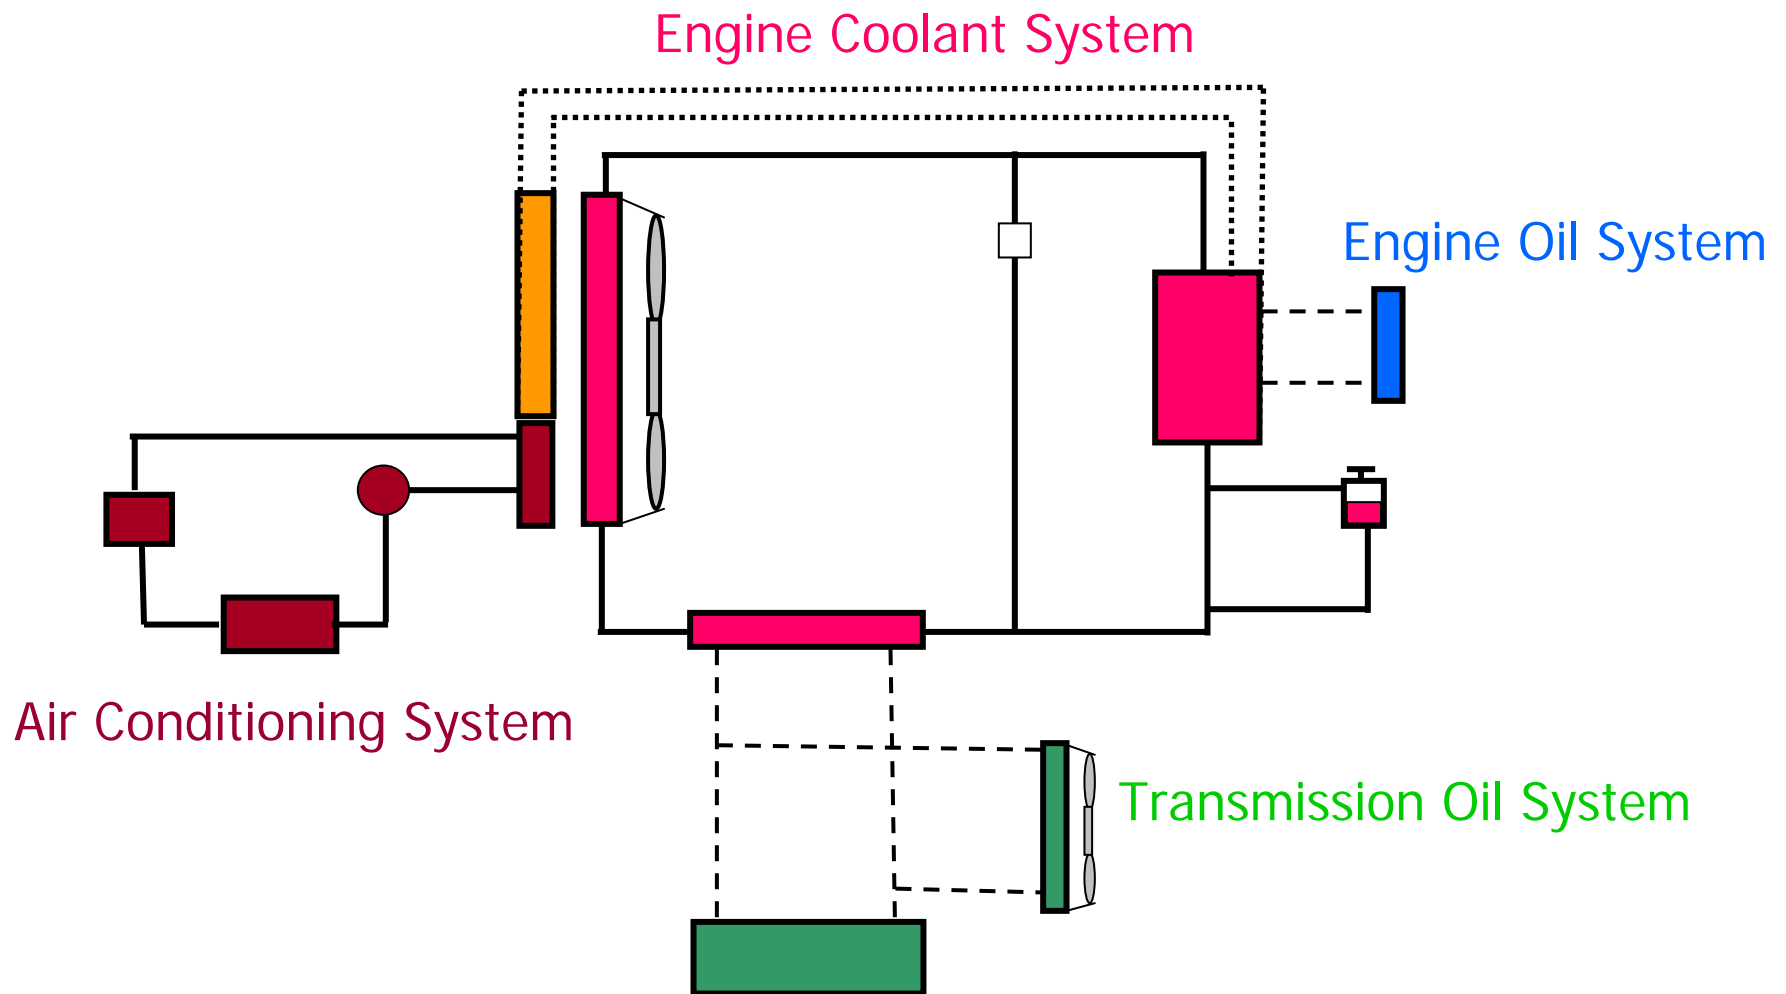 Engine Coolant System
Engine Oil System
Air Conditioning System
Transmission Oil System